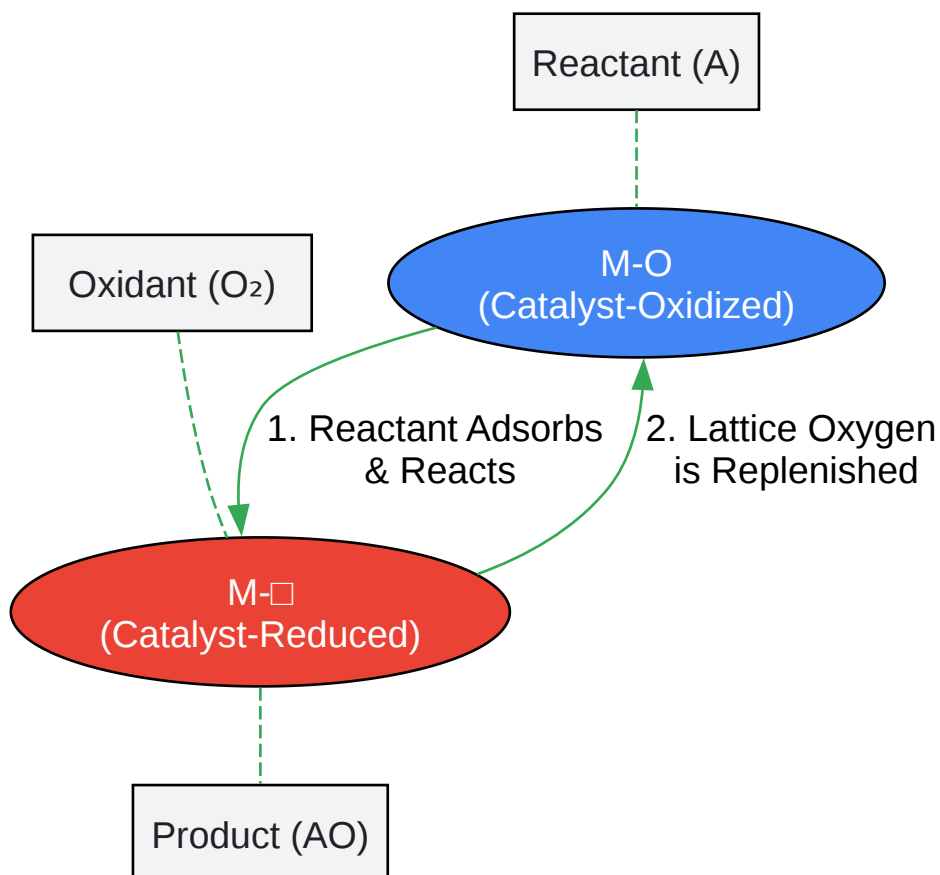 Reactant (A)
Oxidant (O₂)
M-O
(Catalyst-Oxidized)
1. Reactant Adsorbs
& Reacts
2. Lattice Oxygen
is Replenished
M-□
(Catalyst-Reduced)
Product (AO)